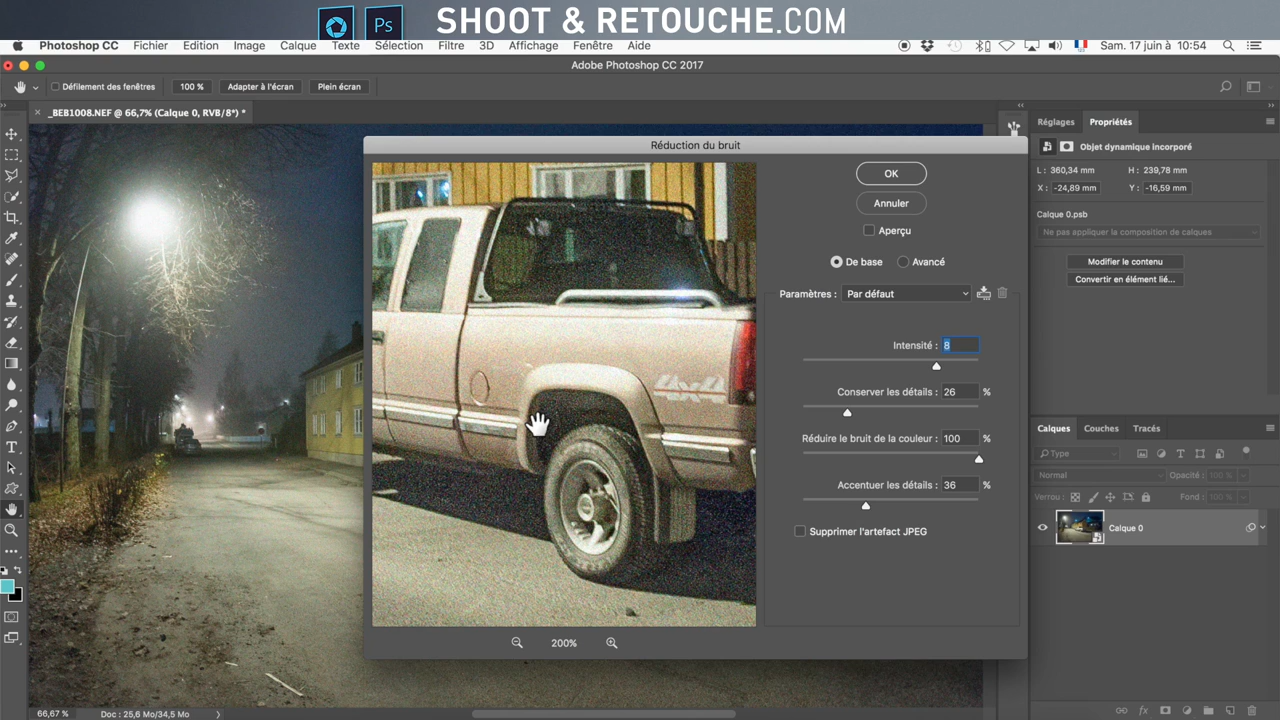 Ps SHOOT & RETOUCHE.COM
Photoshop CC Fichier Edition Image Calque Texte Sélection Filtre 3D Affichage Fenêtre Aide Sam. 17 juin à 10:54
Adobe Photoshop CC 2017
Défilement des fenêtres 100 % Adapter à l'écran Plein écran
_BEB1008.NEF @ 66,7% (Calque 0, RVB/8*) *
Réglages Propriétés
Réduction du bruit
Objet dynamique incorporé
OK
L : 360,34 mm H : 239,78 mm
Annuler
X : -24,89 mm Y : -16,59 mm
Calque 0.psb
Aperçu
Ne pas appliquer la composition de calques
De base Avancé
Modifier le contenu
Convertir en élément lié...
Paramètres : Par défaut
Intensité : 8
Conserver les détails : 26 %
4x4
Réduire le bruit de la couleur : 100 %
Calques Couches Tracés
Type
Normal Opacité : 100 %
Accentuer les détails : 36 %
Verrou : Fond : 100 %
Supprimer l'artefact JPEG
Calque 0
200%
66,67 % Doc : 25,6 Mo/34,5 Mo
fx